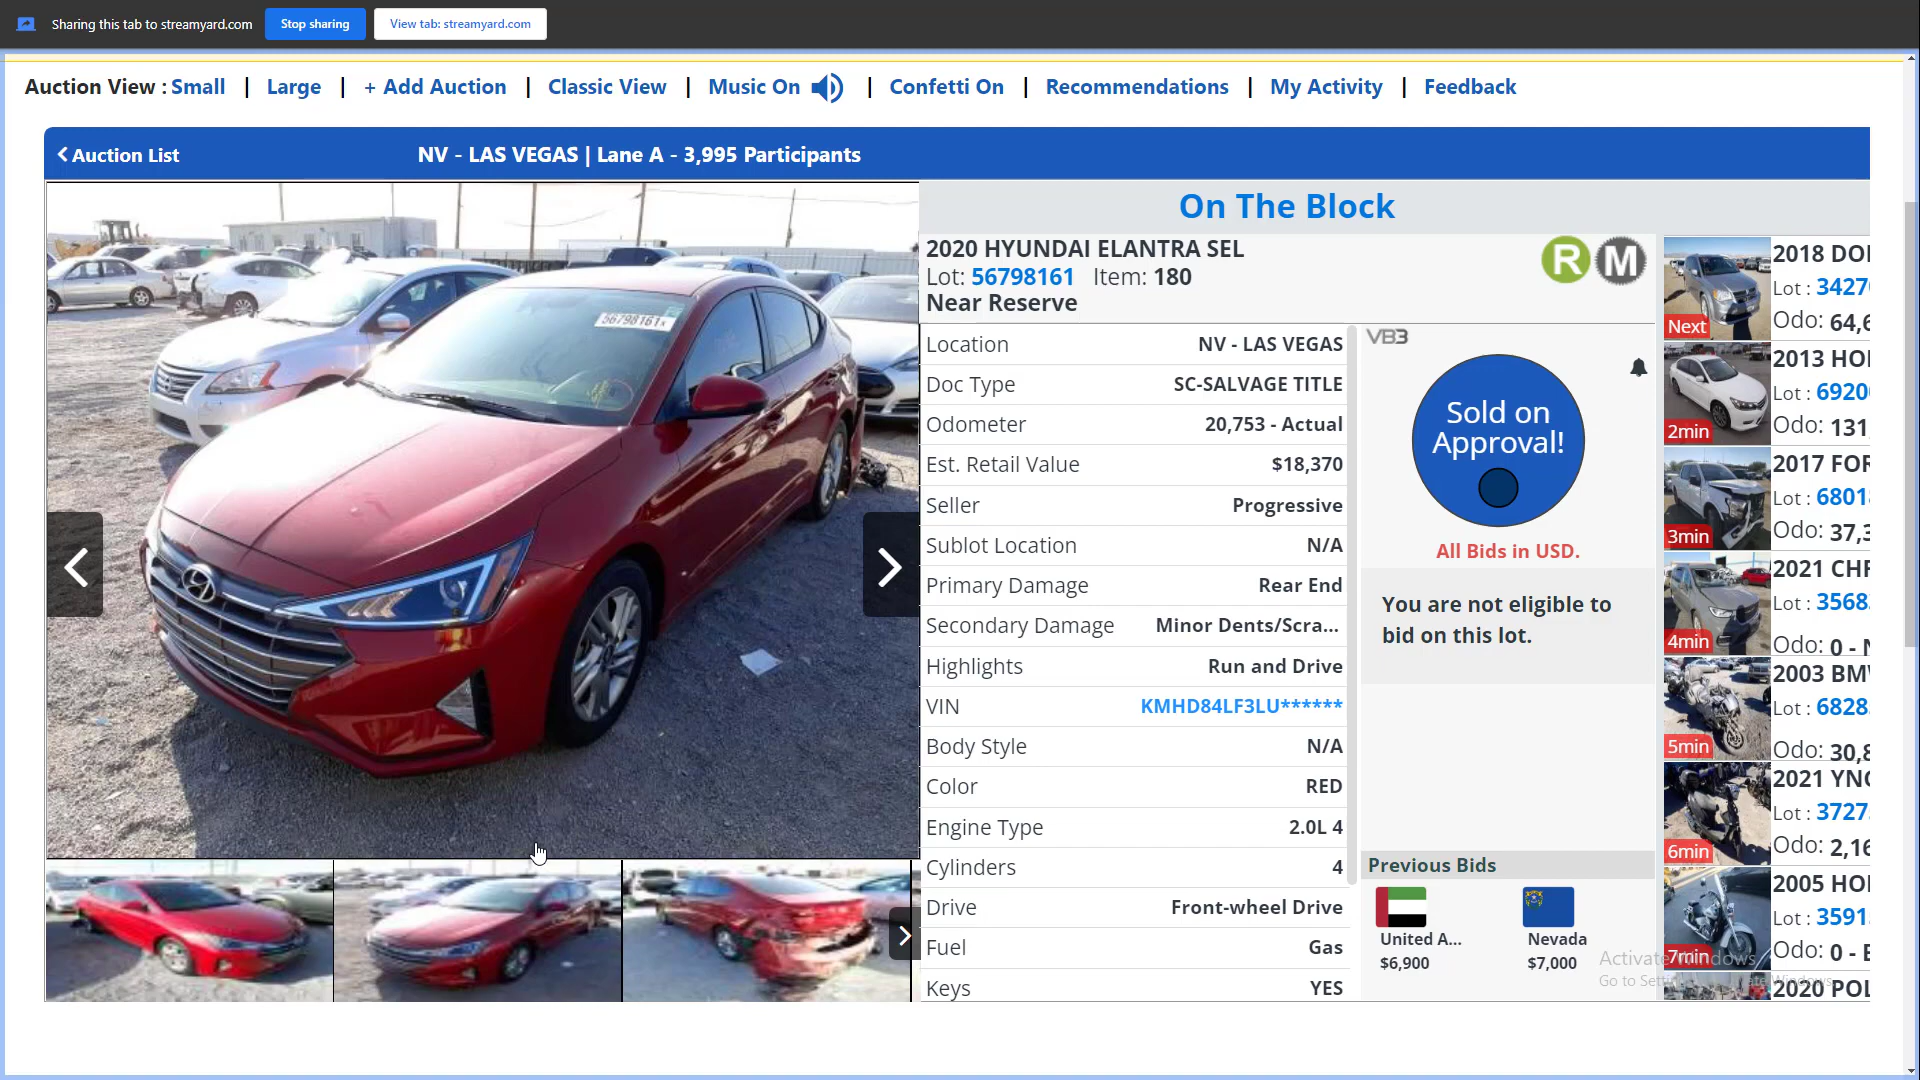 Sharing this tab to streamyard.com Stop sharing View tab: streamyard.com
Auction View : Small | Large | + Add Auction | Classic View | Music On | Confetti On | Recommendations | My Activity | Feedback
Auction List
NV - LAS VEGAS | Lane A - 3,995 Participants
56798161
On The Block
2020 HYUNDAI ELANTRA SEL
Lot: 56798161 Item: 180
Near Reserve
R M
Location NV - LAS VEGAS
Doc Type SC-SALVAGE TITLE
Odometer 20,753 - Actual
Est. Retail Value $18,370
Seller Progressive
Sublot Location N/A
Primary Damage Rear End
Secondary Damage Minor Dents/Scra...
Highlights Run and Drive
VIN KMHD84LF3LU******
Body Style N/A
Color RED
Engine Type 2.0L 4
Cylinders 4
Drive Front-wheel Drive
Fuel Gas
Keys YES
VB3
Sold on
Approval!
All Bids in USD.
You are not eligible to
bid on this lot.
Previous Bids
United A...
$6,900
Nevada
$7,000
Next
2018 DO
Lot : 3427
Odo: 64,6
2min
2013 HO
Lot : 6920
Odo: 131,
3min
2017 FOR
Lot : 6801
Odo: 37,3
4min
2021 CHR
Lot : 3568
Odo: 0 -
5min
2003 BMW
Lot : 6828
Odo: 30,8
6min
2021 YN
Lot : 3727
Odo: 2,16
7min
2005 HO
Lot : 3591
Odo: 0 - E
2020 POL
Activate Windows